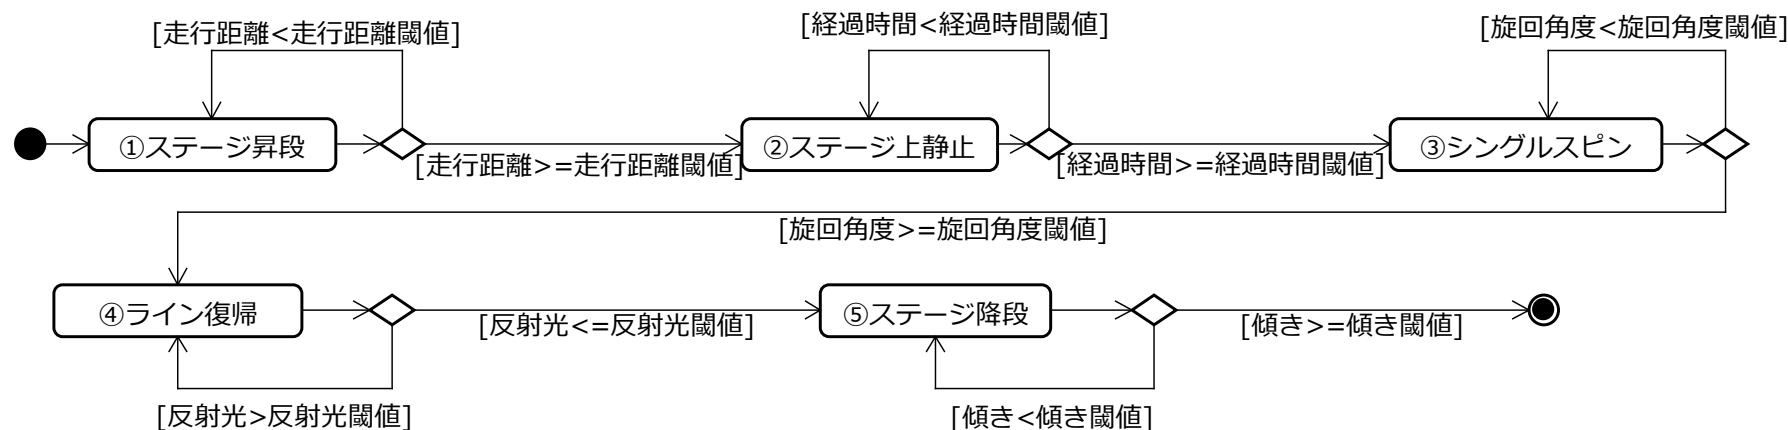 [走行距離<走行距離閾値]
[経過時間<経過時間閾値]
[旋回角度<旋回角度閾値]
①ステージ昇段
②ステージ上静止
③シングルスピン
[走行距離>=走行距離閾値]
[経過時間>=経過時間閾値]
[旋回角度>=旋回角度閾値]
④ライン復帰
⑤ステージ降段
[反射光<=反射光閾値]
[傾き>=傾き閾値]
[反射光>反射光閾値]
[傾き<傾き閾値]